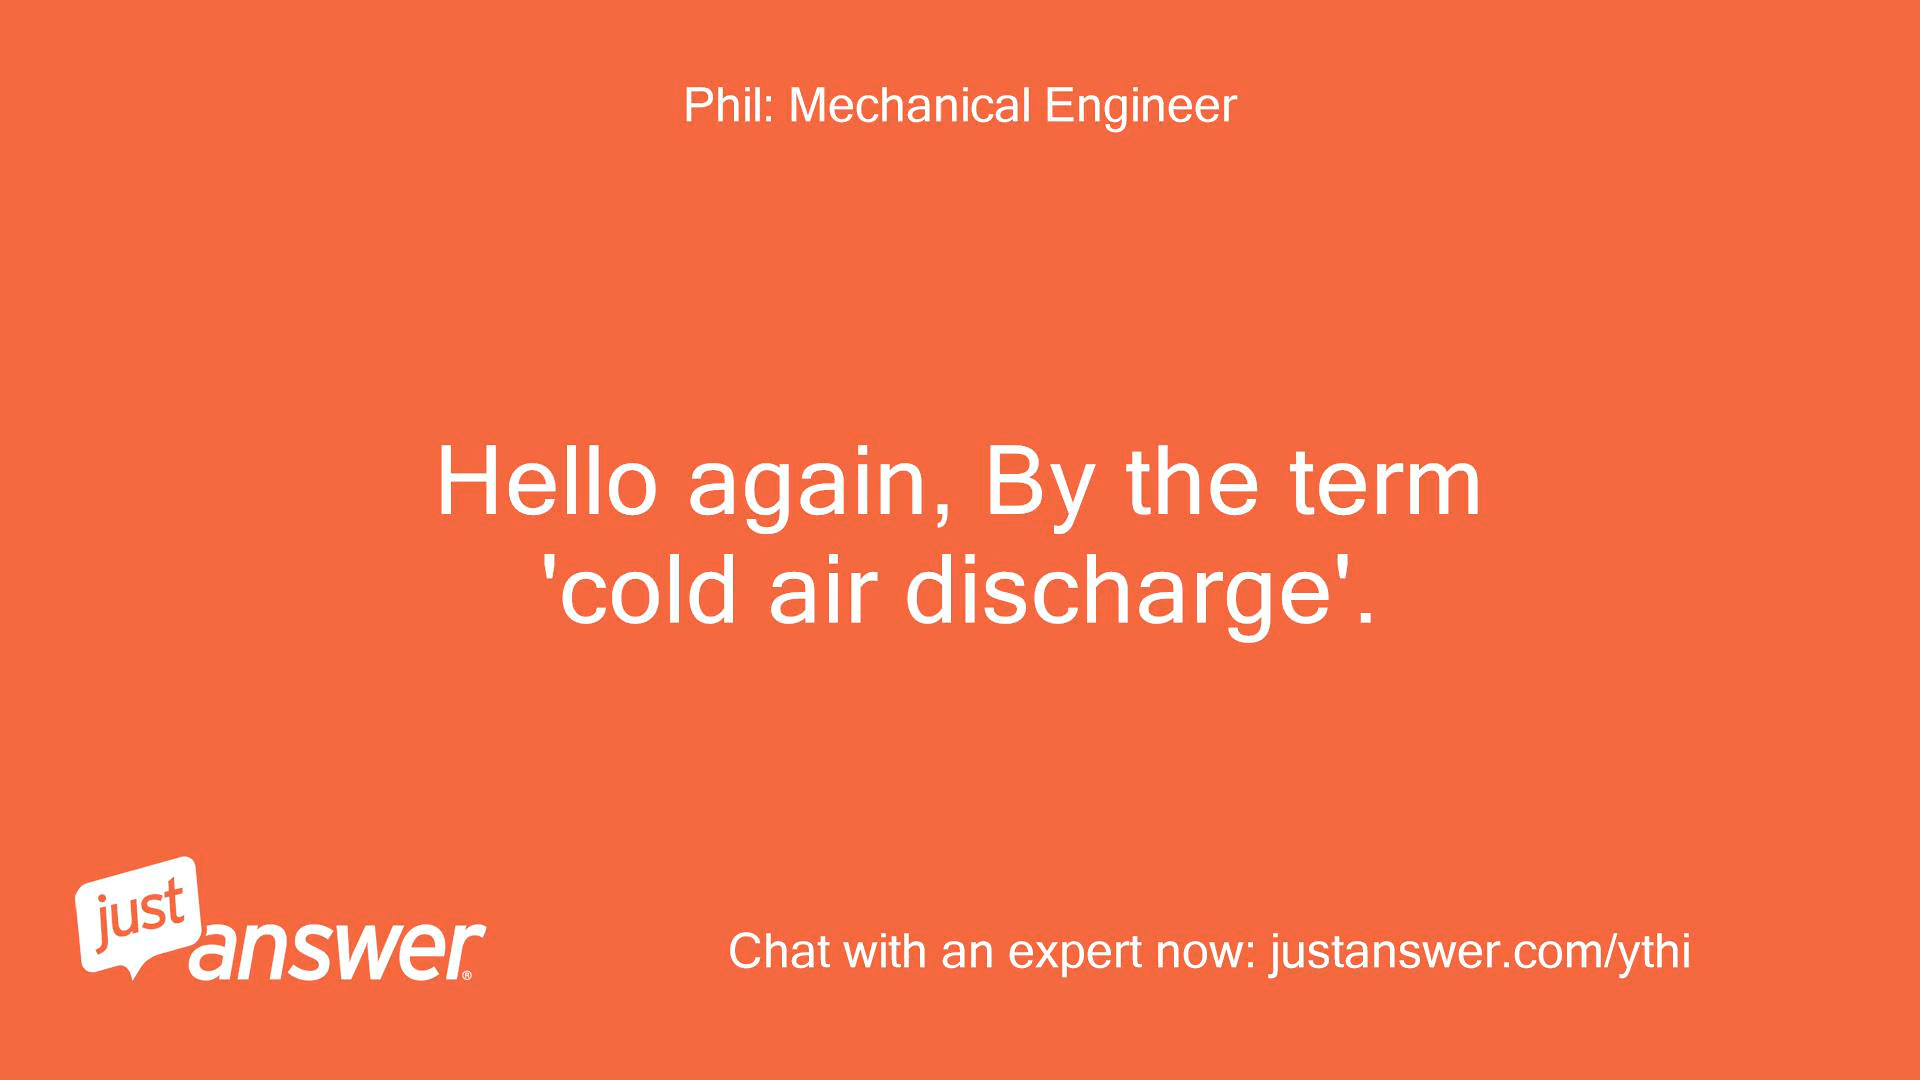 Phil: Mechanical Engineer
Hello again, By the term
'cold air discharge'.
just
answer®
Chat with an expert now: justanswer.com/ythi